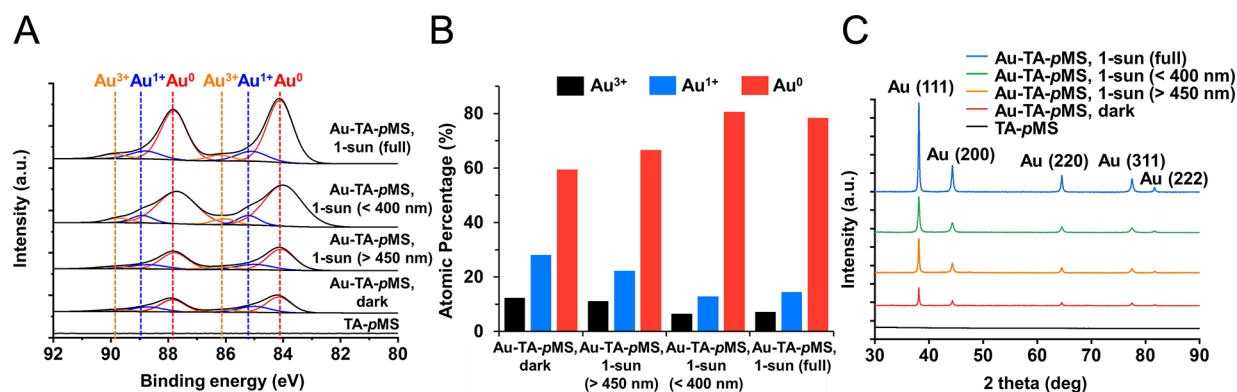 A
Au3+ Au1+ Au0 Au3+ Au1+ Au0
Au-TA-pMS,
1-sun (full)
Au-TA-pMS,
1-sun (< 400 nm)
Au-TA-pMS,
1-sun (> 450 nm)
Au-TA-pMS,
dark
TA-pMS
Intensity (a.u.)
92 90 88 86 84 82 80
Binding energy (eV)
B
Au3+ Au1+ Au0
Atomic Percentage (%)
80
60
40
20
0
Au-TA-pMS,
dark
Au-TA-pMS,
1-sun
(> 450 nm)
Au-TA-pMS,
1-sun
(< 400 nm)
Au-TA-pMS,
1-sun (full)
C
Au-TA-pMS, 1-sun (full)
Au-TA-pMS, 1-sun (< 400 nm)
Au-TA-pMS, 1-sun (> 450 nm)
Au-TA-pMS, dark
TA-pMS
Au (111)
Au (200)
Au (220)
Au (311)
Au (222)
Intensity (a.u.)
30 40 50 60 70 80 90
2 theta (deg)